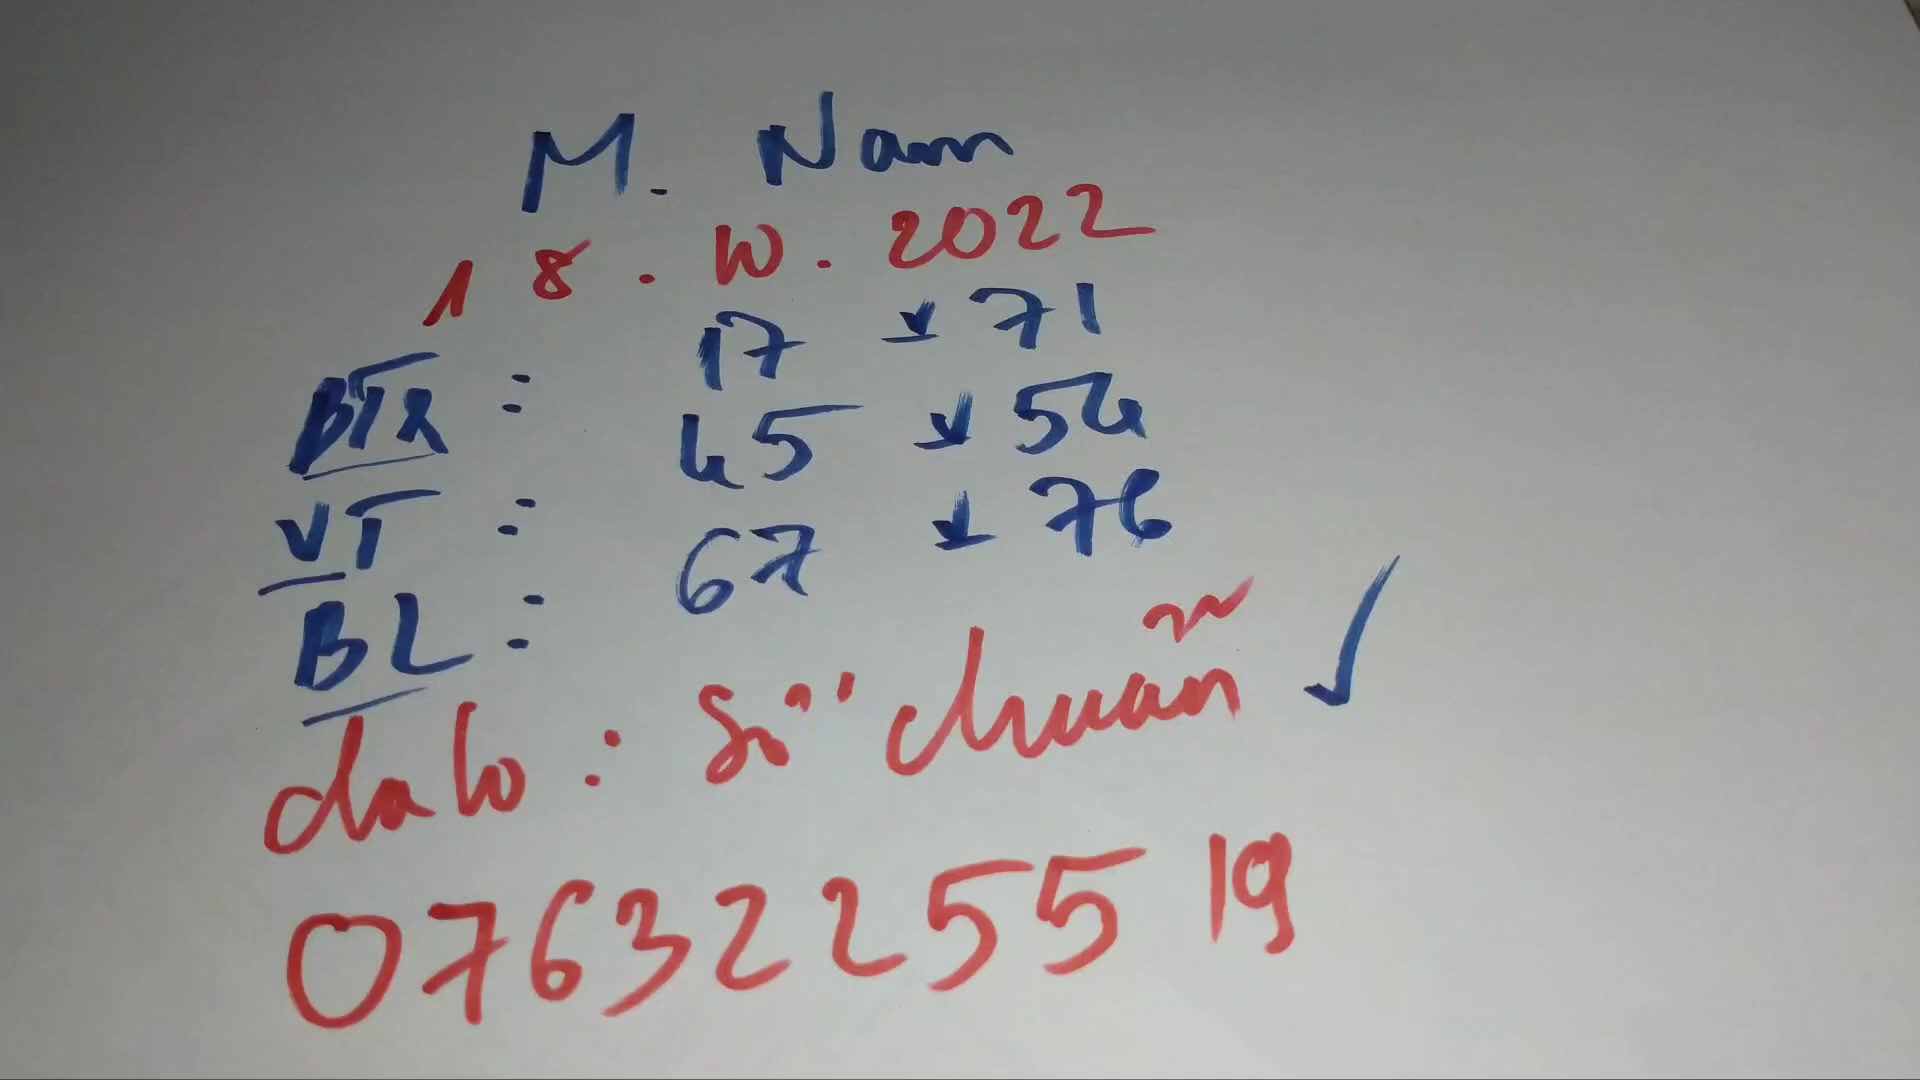 M. Nam
18.10.2022
BTR: 17 v 71
VT: 45 v 54
BL: 67 v 76
dalo: Số chuẩn ✓
0763225519